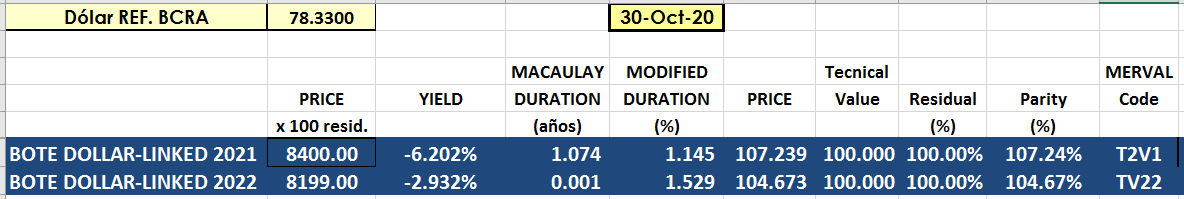 Dólar REF. BCRA 78.3300 30-Oct-20
MACAULAY MODIFIED Tecnical MERVAL
PRICE YIELD DURATION DURATION PRICE Value Residual Parity Code
x 100 resid. (años) (%) (%) (%)
BOTE DOLLAR-LINKED 2021 8400.00 -6.202% 1.074 1.145 107.239 100.000 100.00% 107.24% T2V1
BOTE DOLLAR-LINKED 2022 8199.00 -2.932% 0.001 1.529 104.673 100.000 100.00% 104.67% TV22